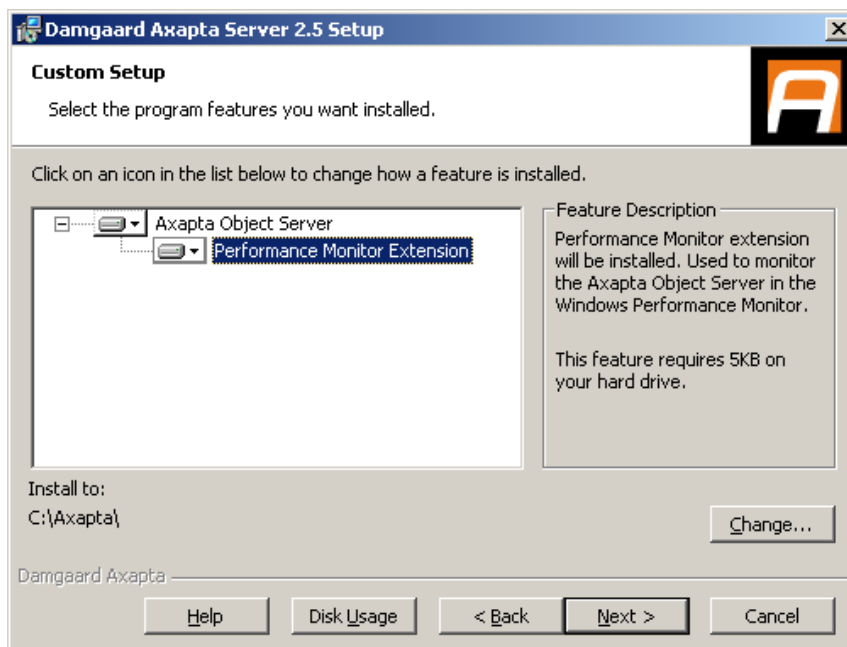 Damgaard Axapta Server 2.5 Setup
Custom Setup
Select the program features you want installed.
Click on an icon in the list below to change how a feature is installed.
Axapta Object Server
Performance Monitor Extension
Feature Description
Performance Monitor extension
will be installed. Used to monitor
the Axapta Object Server in the
Windows Performance Monitor.
This feature requires 5KB on
your hard drive.
Install to:
C:\Axapta\
Change...
Damgaard Axapta
Help
Disk Usage
< Back
Next >
Cancel